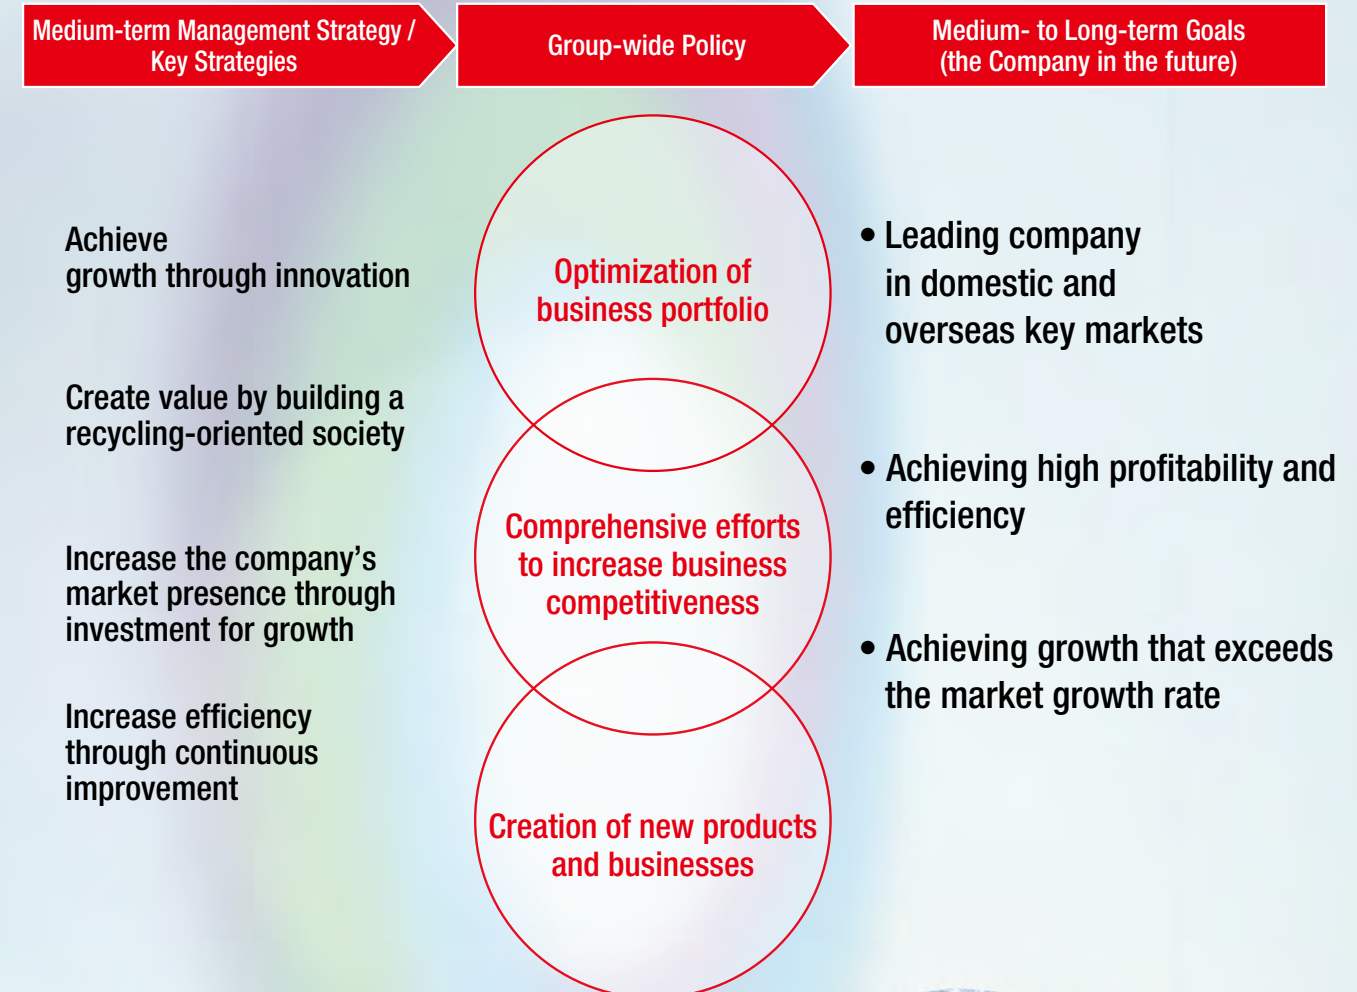 Medium-term Management Strategy /
Key Strategies
Group-wide Policy
Medium- to Long-term Goals
(the Company in the future)
Achieve
growth through innovation
Create value by building a
recycling-oriented society
Increase the company’s
market presence through
investment for growth
Increase efficiency
through continuous
improvement
Optimization of
business portfolio
Comprehensive efforts
to increase business
competitiveness
Creation of new products
and businesses
• Leading company
in domestic and
overseas key markets
• Achieving high profitability and
efficiency
• Achieving growth that exceeds
the market growth rate